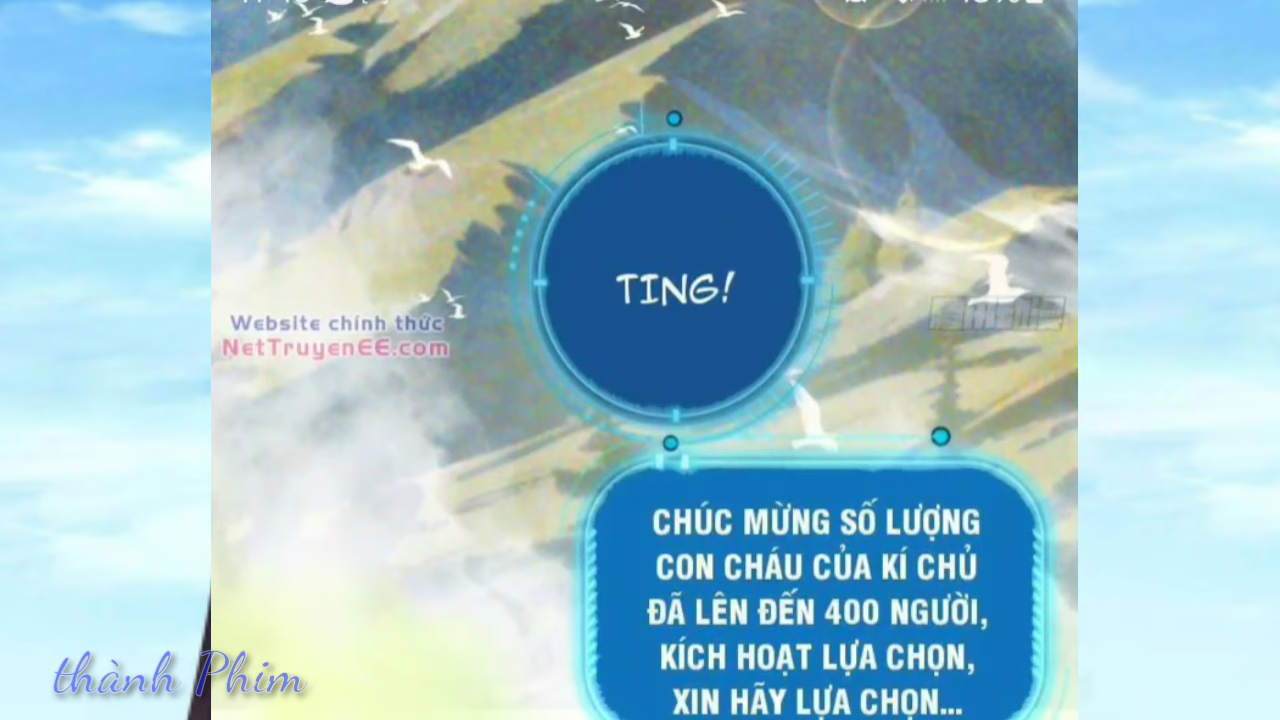 TING!
Website chính thức
NetTruyenEE.com
CHÚC MỪNG SỐ LƯỢNG
CON CHÁU CỦA KÍ CHỦ
ĐÃ LÊN ĐẾN 400 NGƯỜI,
KÍCH HOẠT LỰA CHỌN,
XIN HÃY LỰA CHỌN...
thành Phim